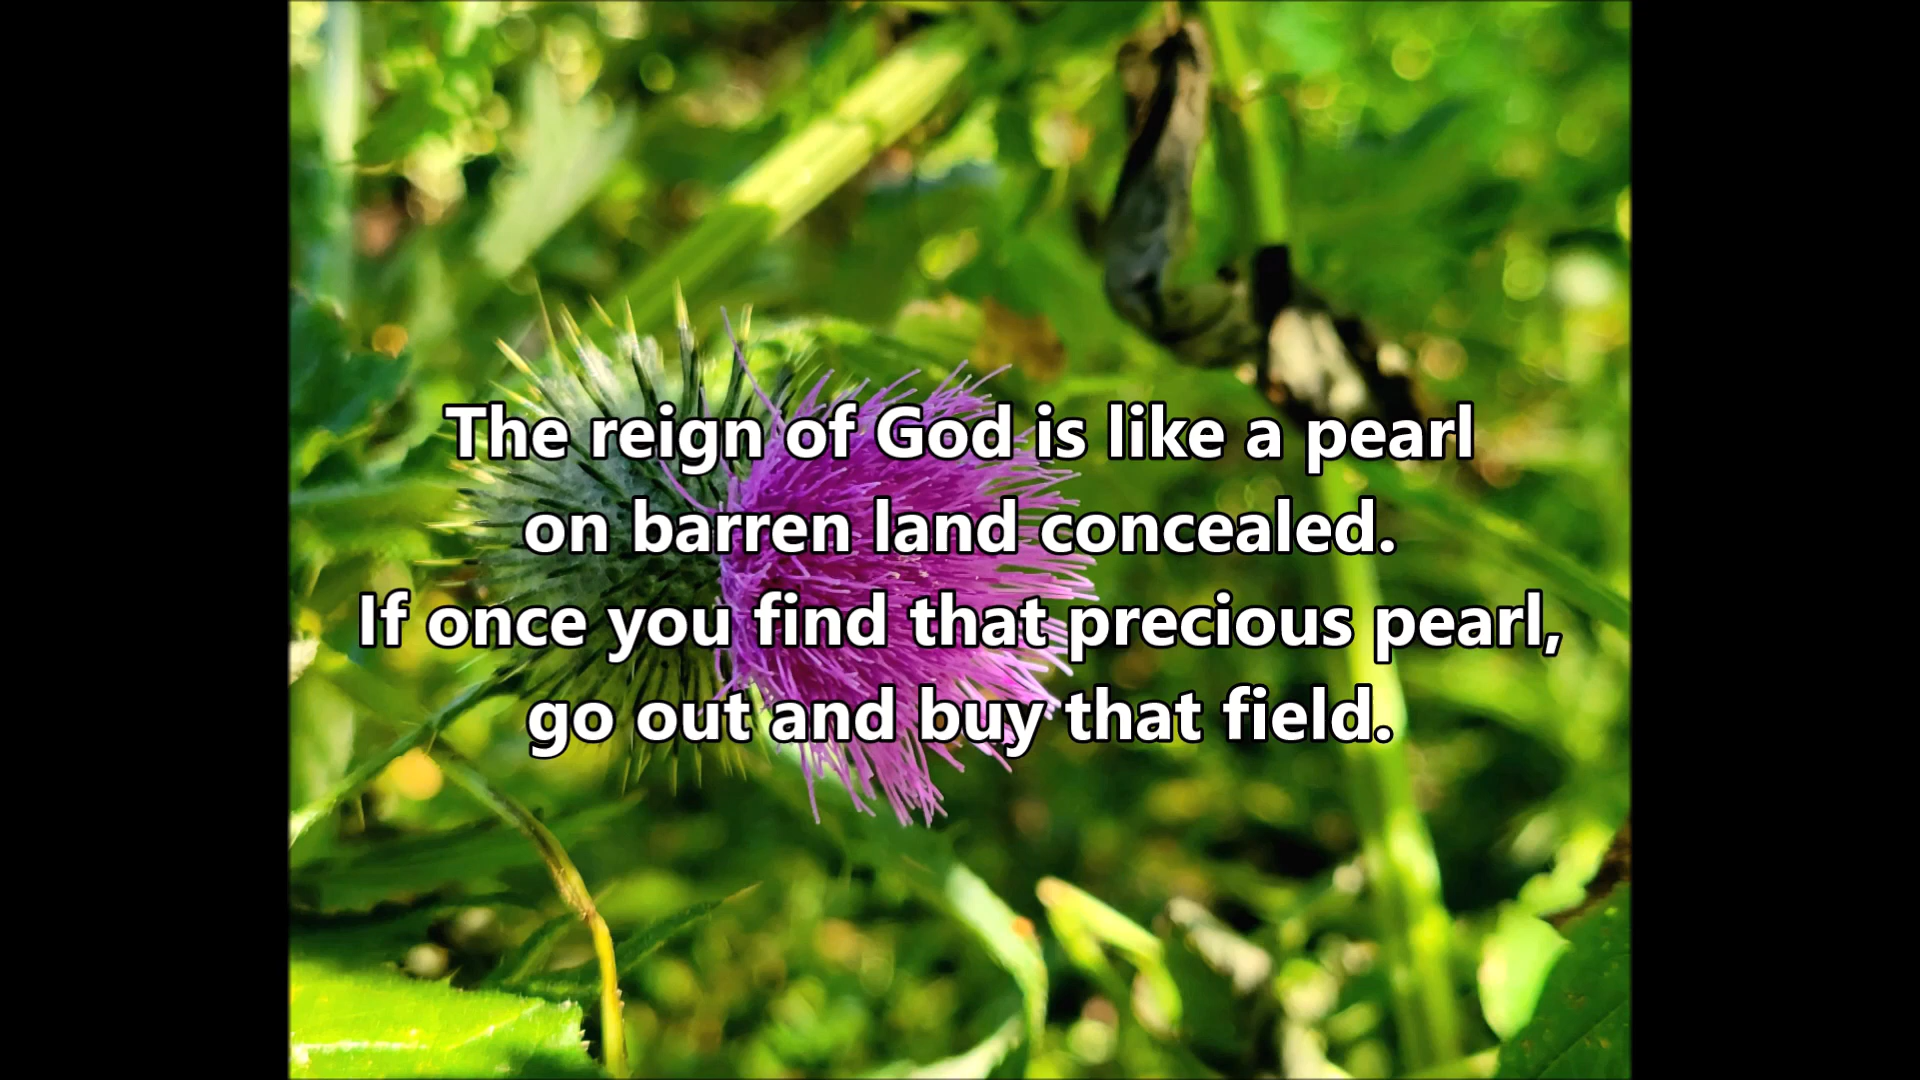 The reign of God is like a pearl
on barren land concealed.
If once you find that precious pearl,
go out and buy that field.